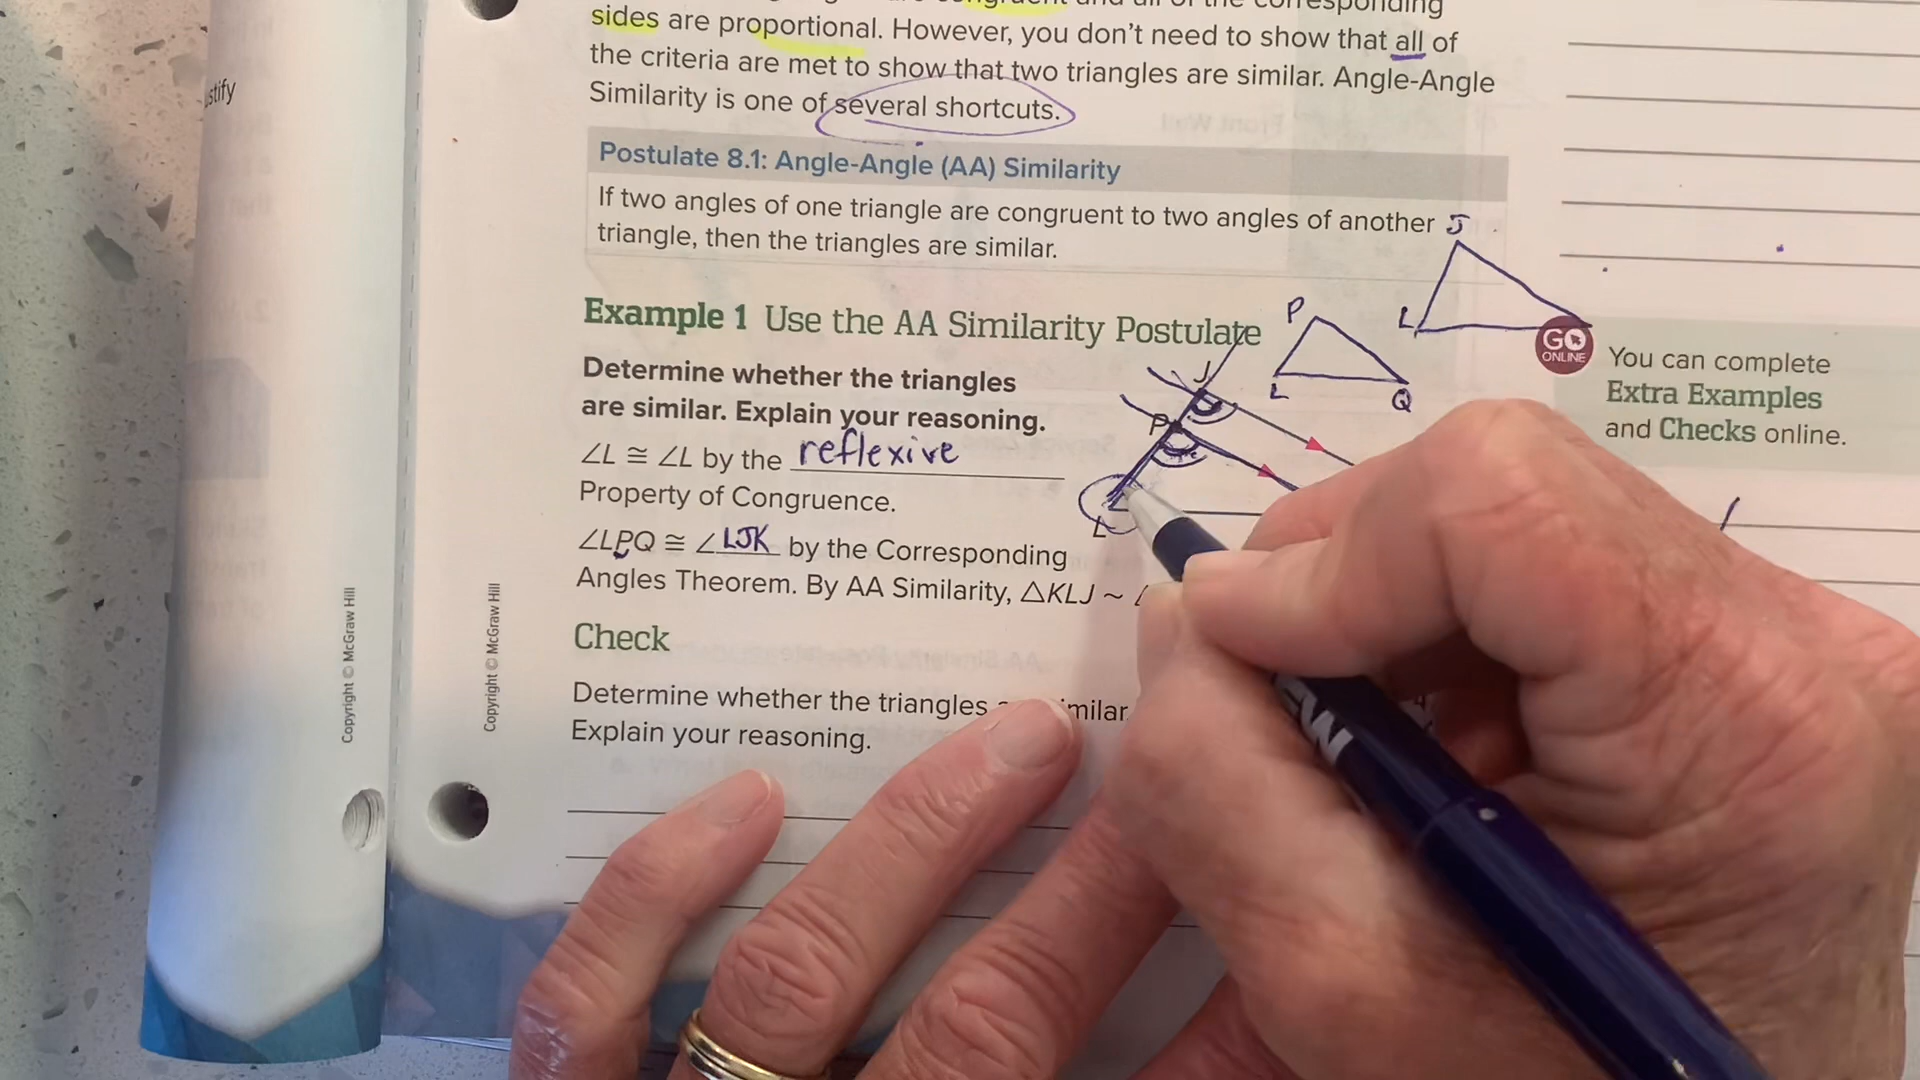 sides are proportional. However, you don't need to show that all of
the criteria are met to show that two triangles are similar. Angle-Angle
Similarity is one of several shortcuts.
Postulate 8.1: Angle-Angle (AA) Similarity
If two angles of one triangle are congruent to two angles of another
triangle, then the triangles are similar.
J
L
P
L
Q
Example 1 Use the AA Similarity Postulate
Determine whether the triangles
are similar. Explain your reasoning.
∠L ≅ ∠L by the reflexive
Property of Congruence.
∠LPQ ≅ ∠LJK by the Corresponding
Angles Theorem. By AA Similarity, △KLJ ~
J
P
L
Check
Determine whether the triangles
Explain your reasoning.
GO
ONLINE
You can complete
Extra Examples
and Checks online.
Copyright © McGraw Hill
Copyright © McGraw Hill